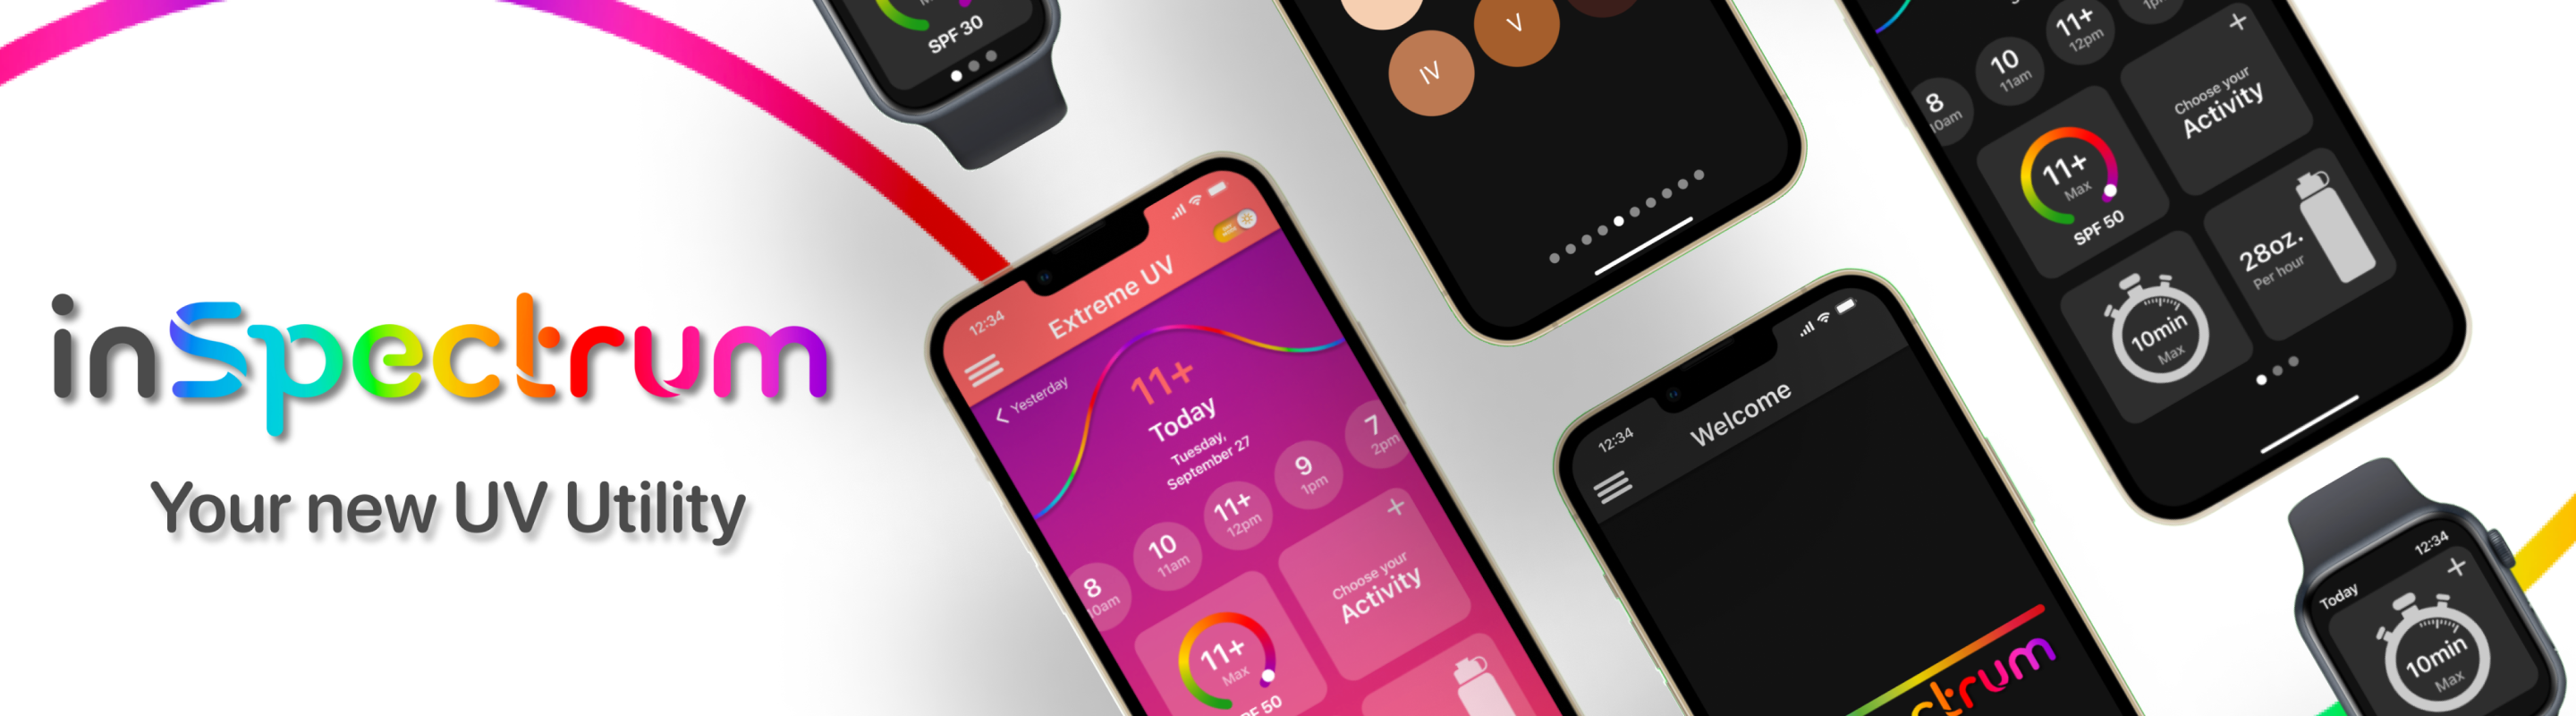 inSpectrum
Your new UV Utility
SPF 30
12:34
Extreme UV
Yesterday
11+
Today
Tuesday,
September 27
8
10am
10
11am
11+
12pm
9
1pm
7
2pm
11+
Max
50
Choose your
Activity
IV
V
12:34
Welcome
ctrum
8
10am
10
11am
11+
12pm
11+
Max
SPF 50
Choose your
Activity
10min
Max
28oz.
Per hour
12:34
Today
10min
Max